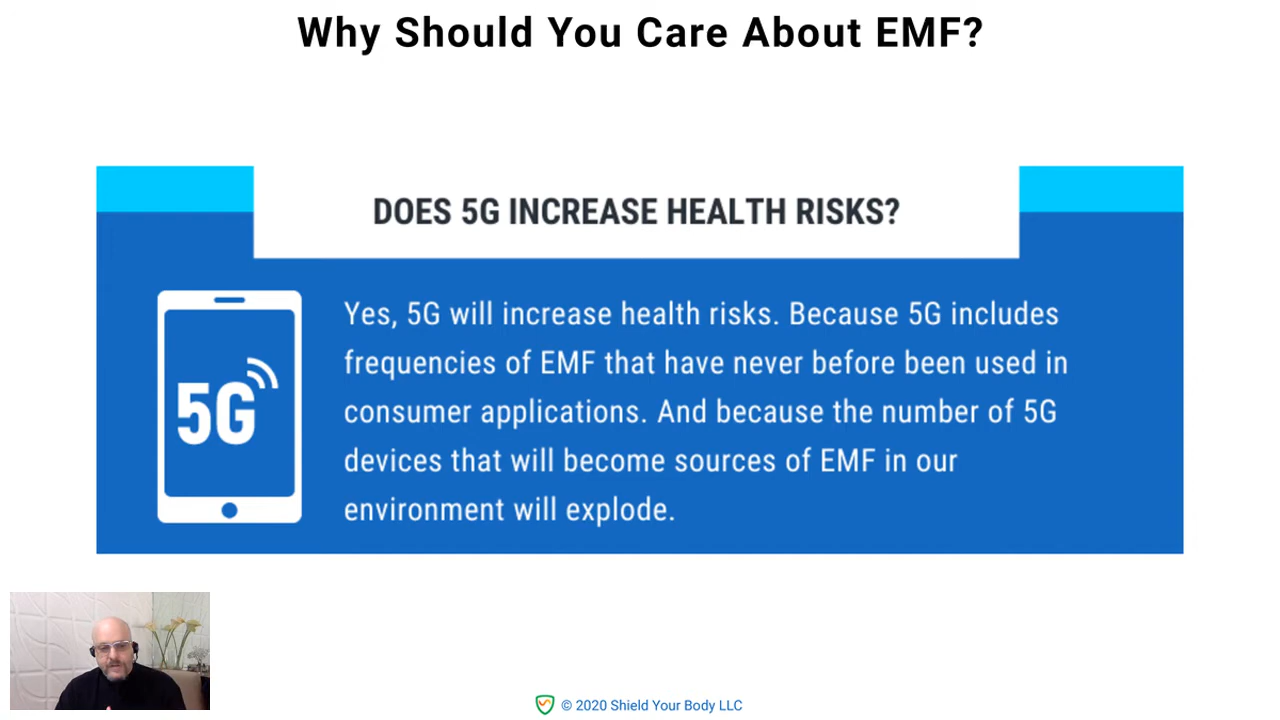 Why Should You Care About EMF?
DOES 5G INCREASE HEALTH RISKS?
5G
Yes, 5G will increase health risks. Because 5G includes
frequencies of EMF that have never before been used in
consumer applications. And because the number of 5G
devices that will become sources of EMF in our
environment will explode.
© 2020 Shield Your Body LLC